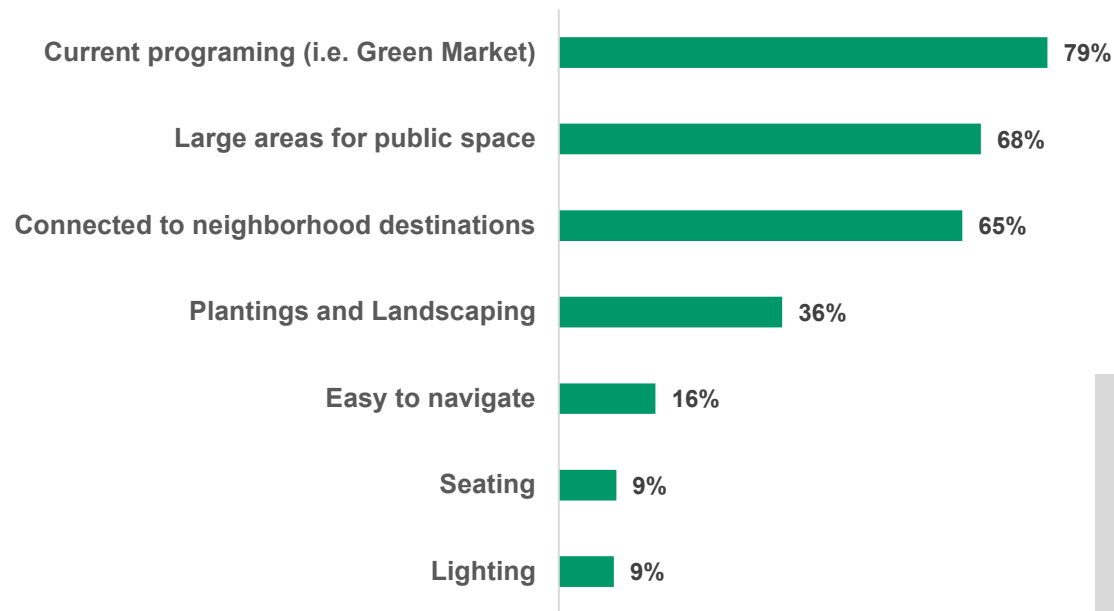 Current programing (i.e. Green Market) 79%
Large areas for public space 68%
Connected to neighborhood destinations 65%
Plantings and Landscaping 36%
Easy to navigate 16%
Seating 9%
Lighting 9%